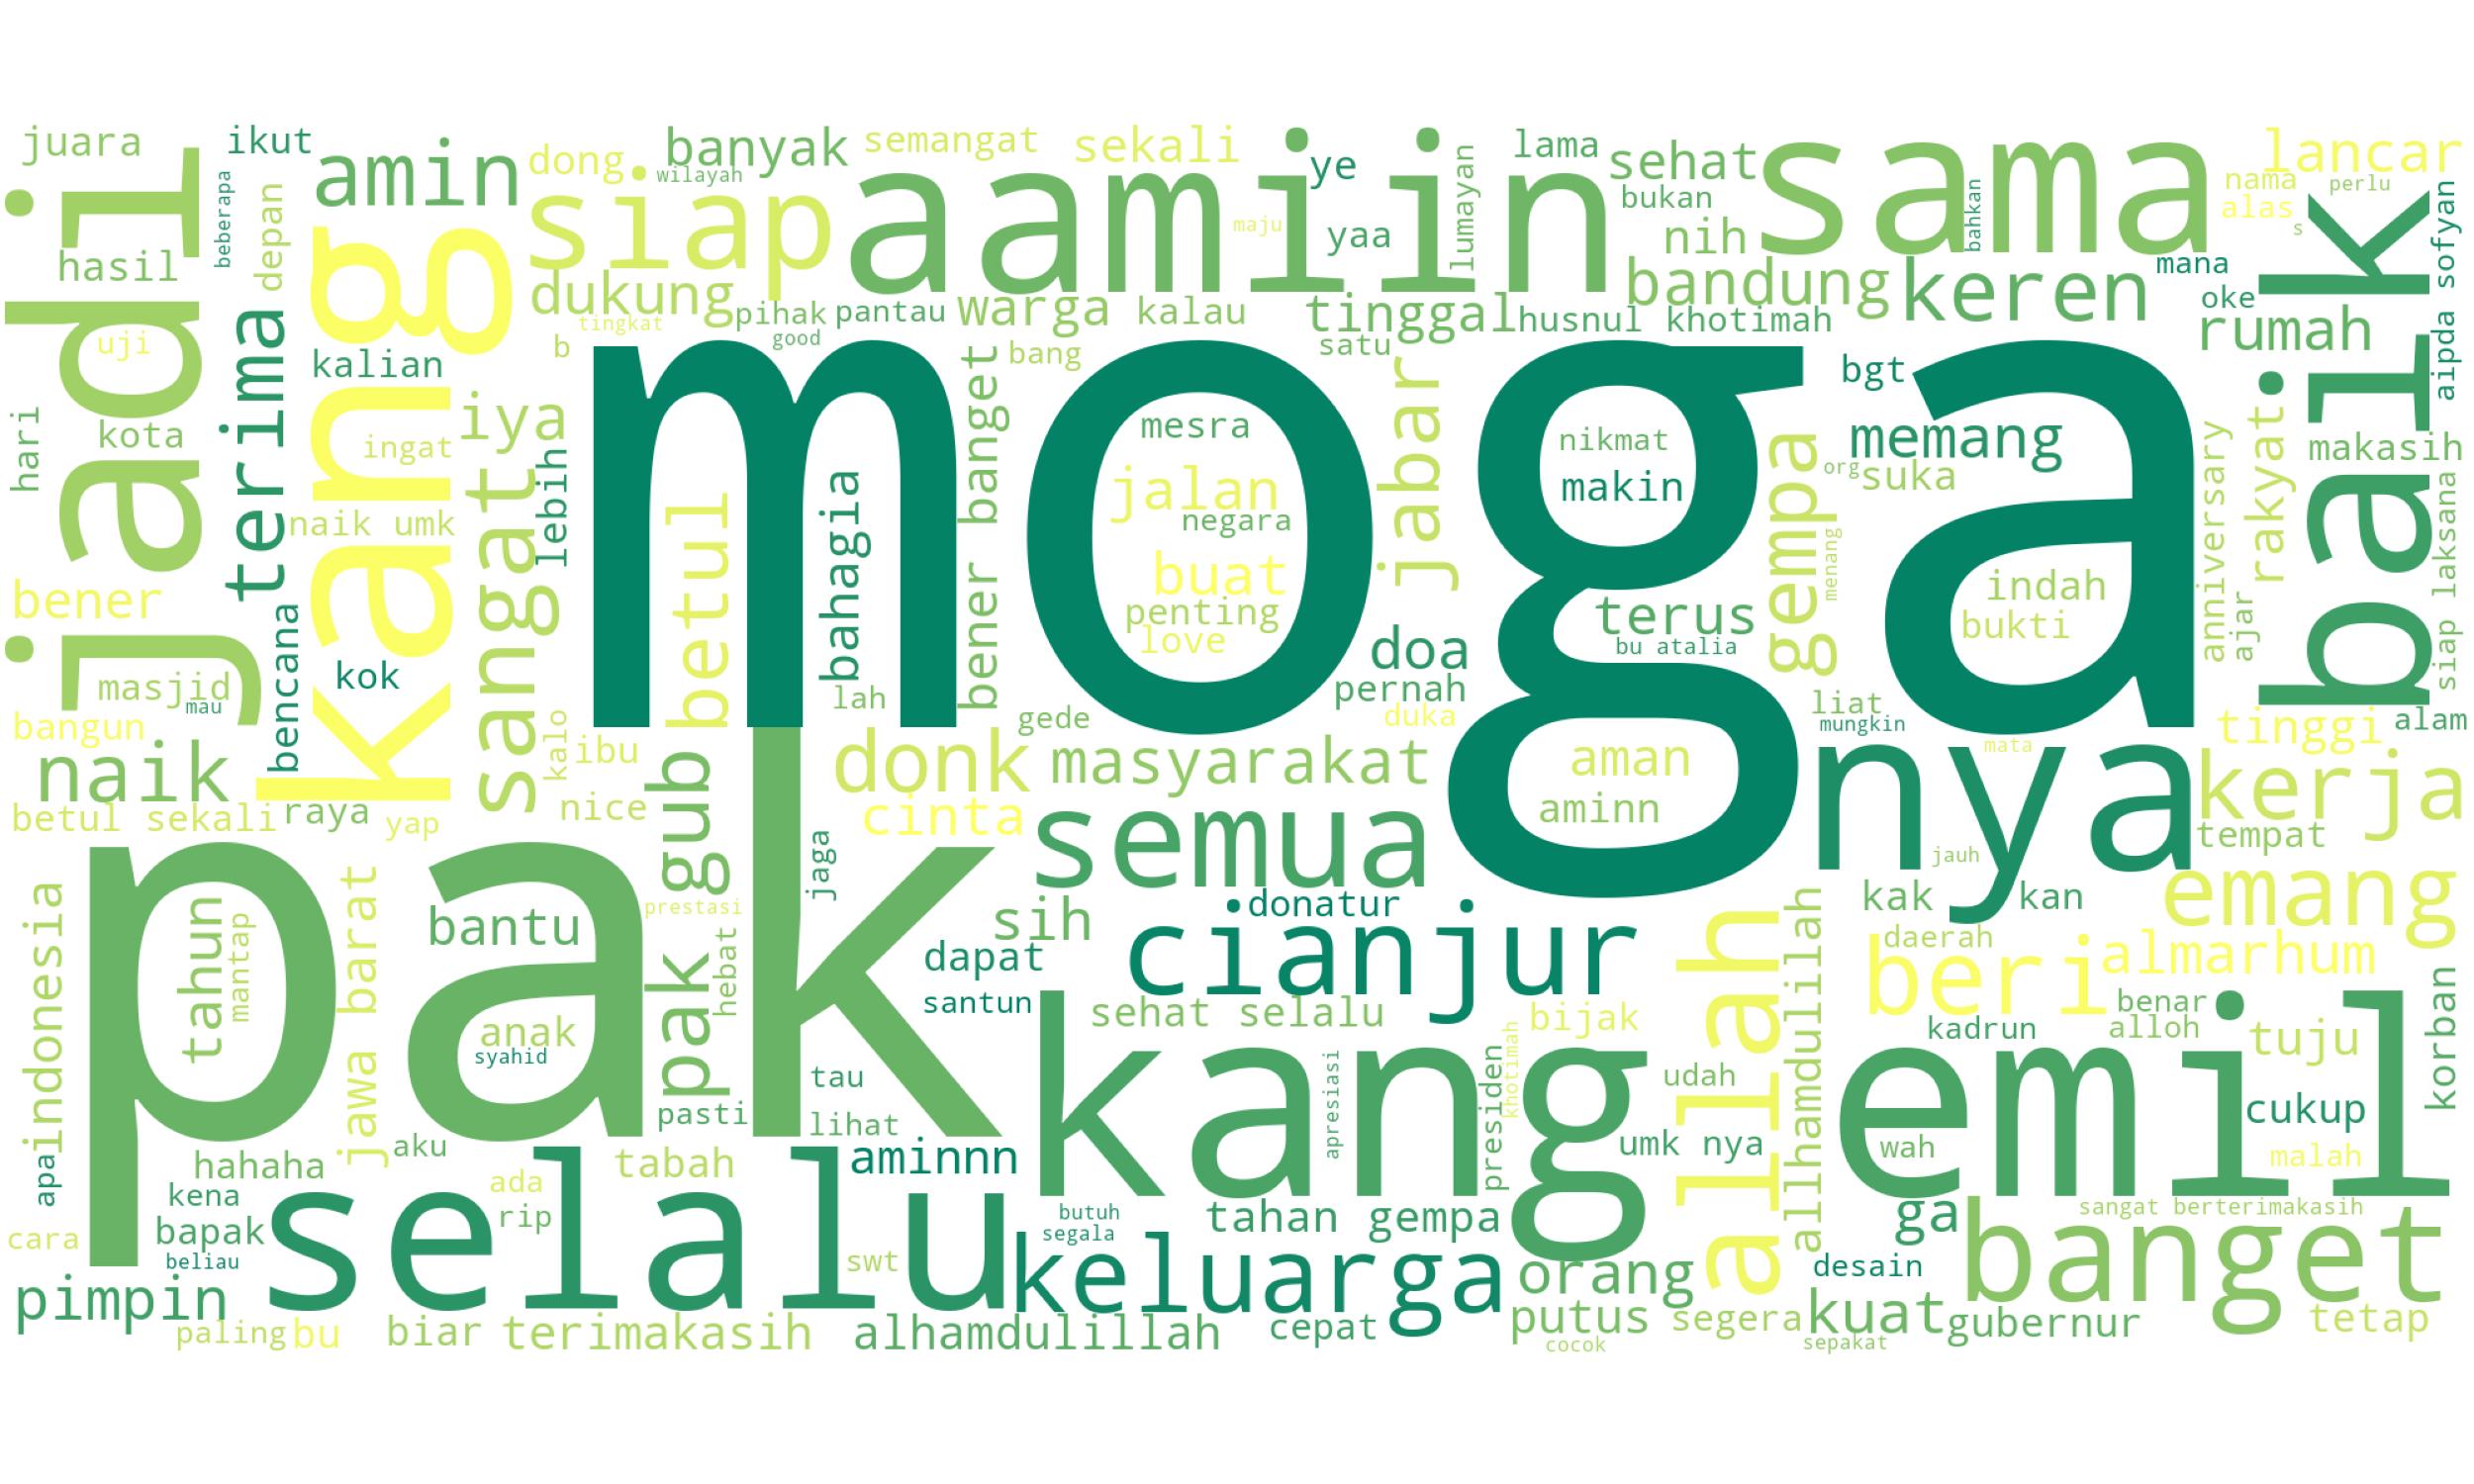 juara
ikut
amin
dong
banyak
semangat
sekali
aamiin
ye
lama
sehat
sama
lancar
jadi
hasil
beberapa
depan
kang
siap
wilayah
maju
yaa
lumayan
bukan
nih
bahkan
nama
perlu
alas
s
baik
sofyan
aipda
uji
terima
dukung
pihak
pantau
warga
kalau
tinggal
husnul khotimah
bandung
keren
mana
oke
rumah
b
tingkat
good
bang
satu
kalian
moga
bener banget
jabar
bgt
hari
kota
ingat
iya
mesra
nikmat
memang
makasih
naik umk
sangat
lebih
betul
bahagia
jalan
negara
makin
gempa
org
suka
anniversary
rakyat
siap laksana
bener
bencana
buat
penting
love
terus
bu atalia
menang
indah
bukti
ajar
masjid
mau
kok
lah
doa
pernah
duka
liat
mungkin
bangun
gede
tinggi
alam
naik
kalo
ibu
pak gub
donk
masyarakat
aman
nya
mata
kerja
betul sekali
raya
yap
nice
cinta
semua
aminn
tempat
pak
jaga
jauh
indonesia
tahun
mantap
jawa barat
bantu
prestasi
hebat
sih
donatur
cianjur
allah
allhamdulilah
kak
kan
emang
daerah
beri
almarhum
korban
anak
syahid
dapat
santun
sehat selalu
bijak
benar
kadrun
alloh
tuju
emil
kang
tau
khotimah
presiden
apresiasi
udah
pasti
lihat
umk nya
cukup
wah
malah
apa
hahaha
aku
tabah
aminnn
kena
ada
selalu
rip
butuh
segala
tahan gempa
ga
sangat berterimakasih
cara
bapak
beliau
swt
keluarga
orang
desain
banget
pimpin
paling
bu
biar
terimakasih
alhamdulillah
cepat
putus
cocok
segera
kuat
sepakat
gubernur
tetap